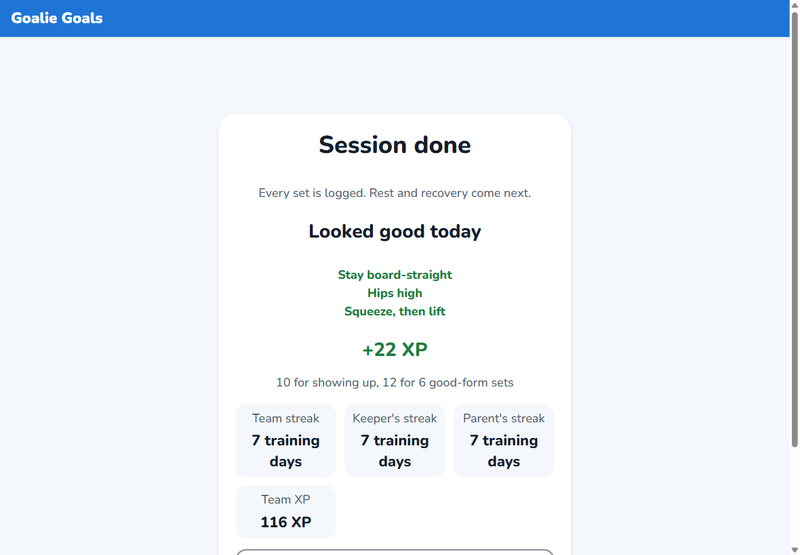 Goalie Goals
Session done
Every set is logged. Rest and recovery come next.
Looked good today
Stay board-straight
Hips high
Squeeze, then lift
+22 XP
10 for showing up, 12 for 6 good-form sets
Team streak
7 training
days
Keeper's streak
7 training
days
Parent's streak
7 training
days
Team XP
116 XP